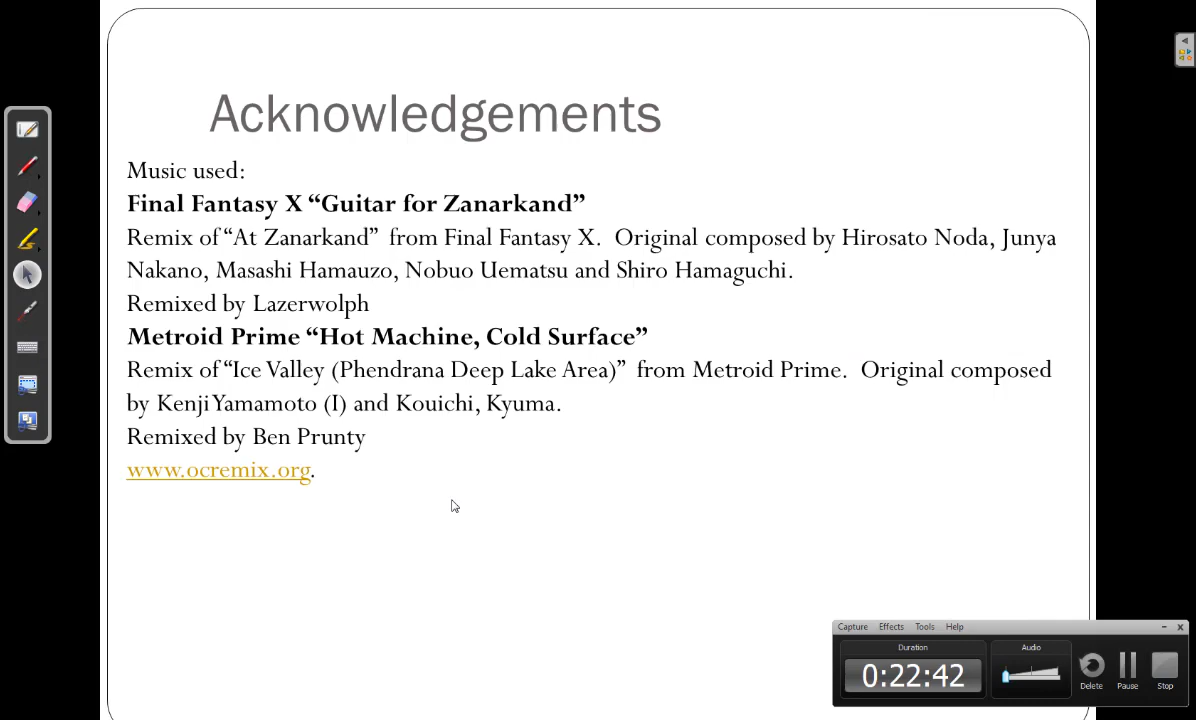 Acknowledgements
Music used:
Final Fantasy X “Guitar for Zanarkand”
Remix of “At Zanarkand” from Final Fantasy X. Original composed by Hirosato Noda, Junya
Nakano, Masashi Hamauzo, Nobuo Uematsu and Shiro Hamaguchi.
Remixed by Lazerwolph
Metroid Prime “Hot Machine, Cold Surface”
Remix of “Ice Valley (Phendrana Deep Lake Area)” from Metroid Prime. Original composed
by Kenji Yamamoto (I) and Kouichi, Kyuma.
Remixed by Ben Prunty
www.ocremix.org.
Capture Effects Tools Help
Duration
0:22:42
Audio
Delete
Pause
Stop